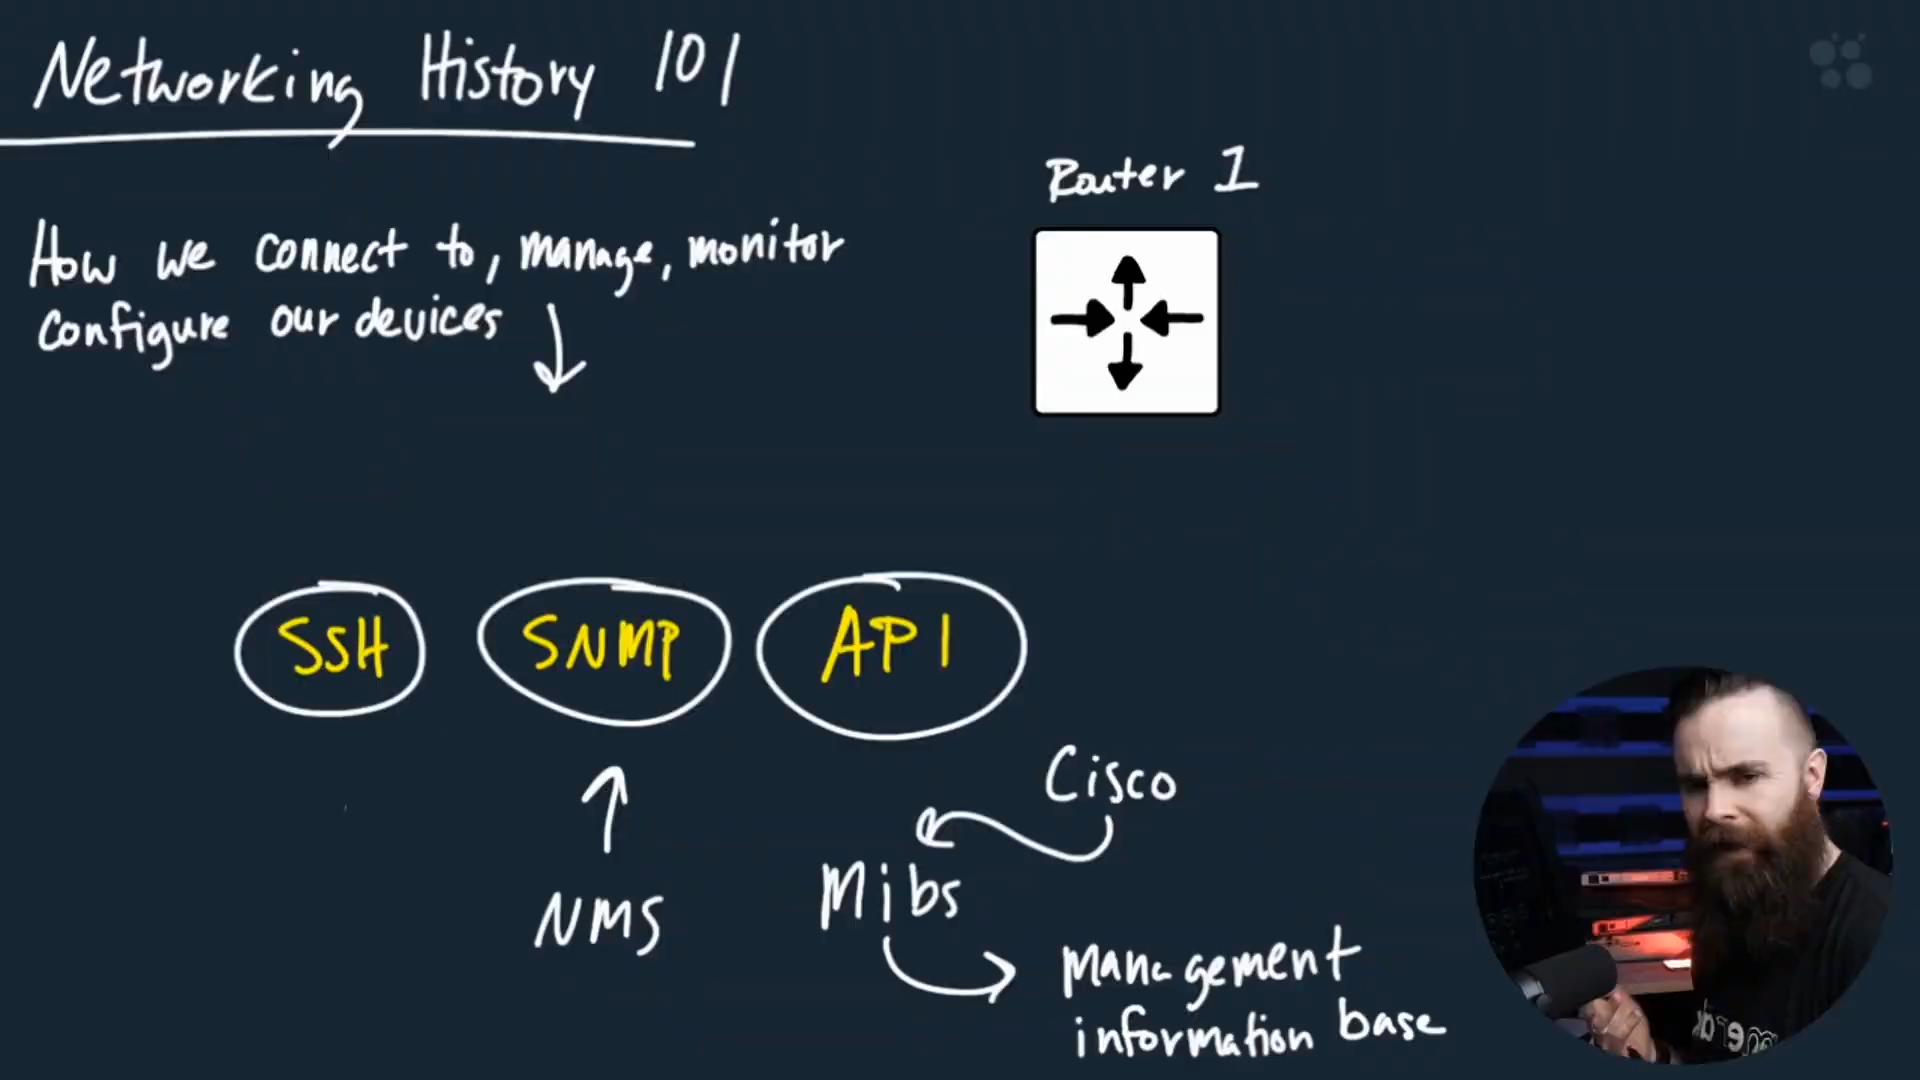 Networking History 101
Router 1
How we connect to, manage, monitor
configure our devices
SSH
SNMP
API
Cisco
Mibs
NMS
management
information base